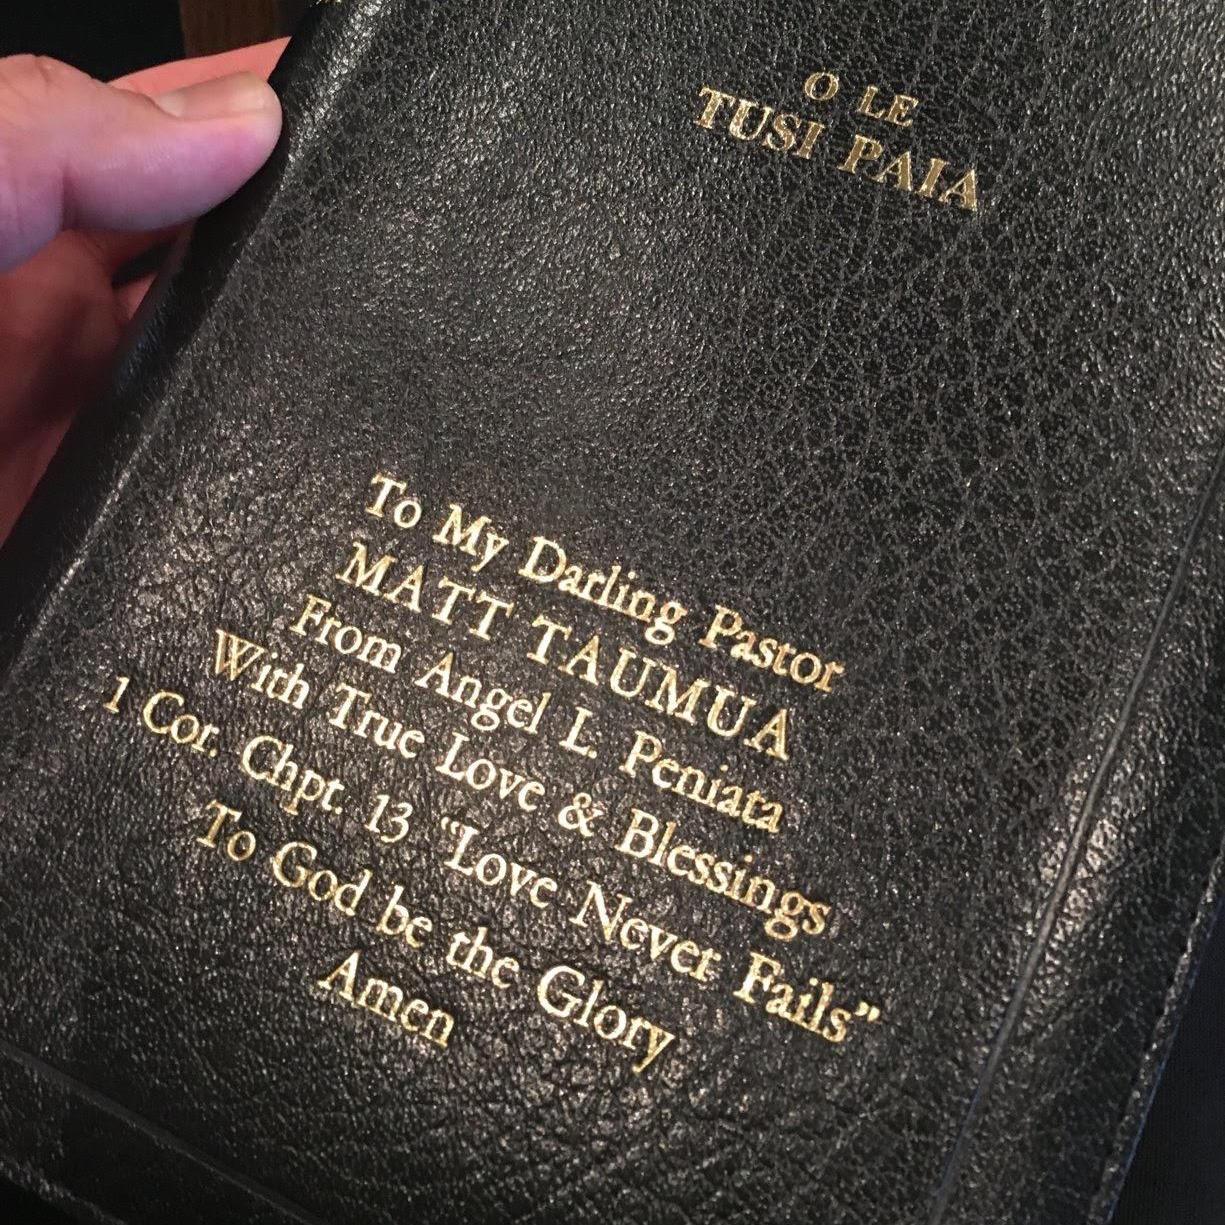 O LE
TUSI PAIA
To My Darling Pastor
MATT TAUMUA
From Angel L. Peniata
With True Love & Blessings
1 Cor. Chpt. 13 "Love Never Fails"
To God be the Glory
Amen